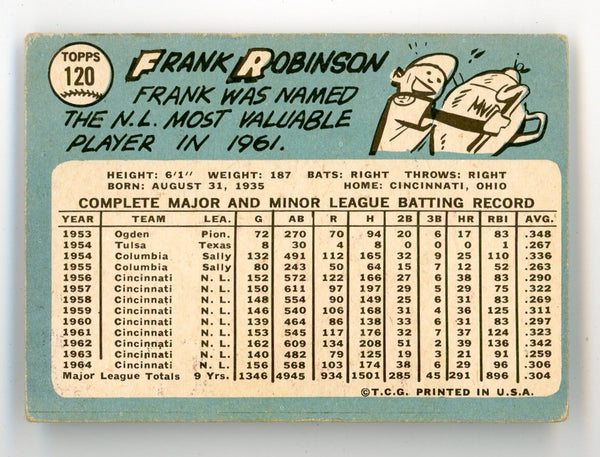 TOPPS
120
FRANK ROBINSON
FRANK WAS NAMED
THE N.L. MOST VALUABLE
PLAYER IN 1961.
MVP
HEIGHT: 6'1" WEIGHT: 187 BATS: RIGHT THROWS: RIGHT
BORN: AUGUST 31, 1935 HOME: CINCINNATI, OHIO
COMPLETE MAJOR AND MINOR LEAGUE BATTING RECORD
YEAR TEAM LEA. G AB R H 2B 3B HR RBI AVG.
1953 Ogden Pion. 72 270 70 94 20 6 17 83 .348
1954 Tulsa Texas 8 30 4 8 0 0 0 1 .267
1954 Columbia Sally 132 491 112 165 32 9 25 110 .336
1955 Columbia Sally 80 243 50 64 15 7 12 52 .263
1956 Cincinnati N.L. 152 572 122 166 27 6 38 83 .290
1957 Cincinnati N.L. 150 611 97 197 29 5 29 75 .322
1958 Cincinnati N.L. 148 554 90 149 25 6 31 83 .269
1959 Cincinnati N.L. 146 540 106 168 31 4 36 125 .311
1960 Cincinnati N.L. 139 464 86 138 33 6 31 83 .297
1961 Cincinnati N.L. 153 545 117 176 32 7 37 124 .323
1962 Cincinnati N.L. 162 609 134 208 51 2 39 136 .342
1963 Cincinnati N.L. 140 482 79 125 19 3 21 91 .259
1964 Cincinnati N.L. 156 568 103 174 38 6 29 96 .306
Major League Totals 9 Yrs. 1346 4945 934 1501 285 45 291 896 .304
©T.C.G. PRINTED IN U.S.A.